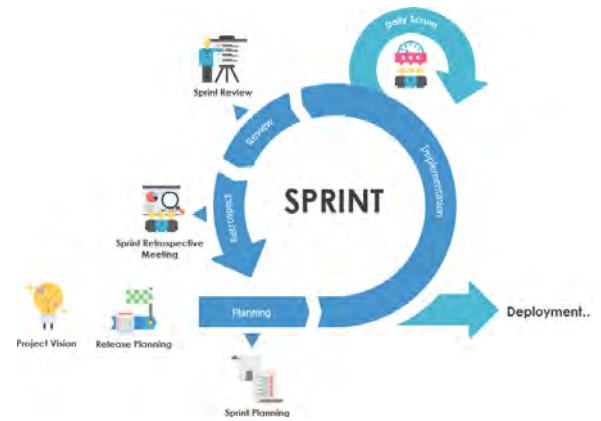 Daily Scrum
Sprint Review
Review
Implementation
SPRINT
Retrospect
Sprint Retrospective
Meeting
Planning
Deployment..
Project Vision
Release Planning
Sprint Planning